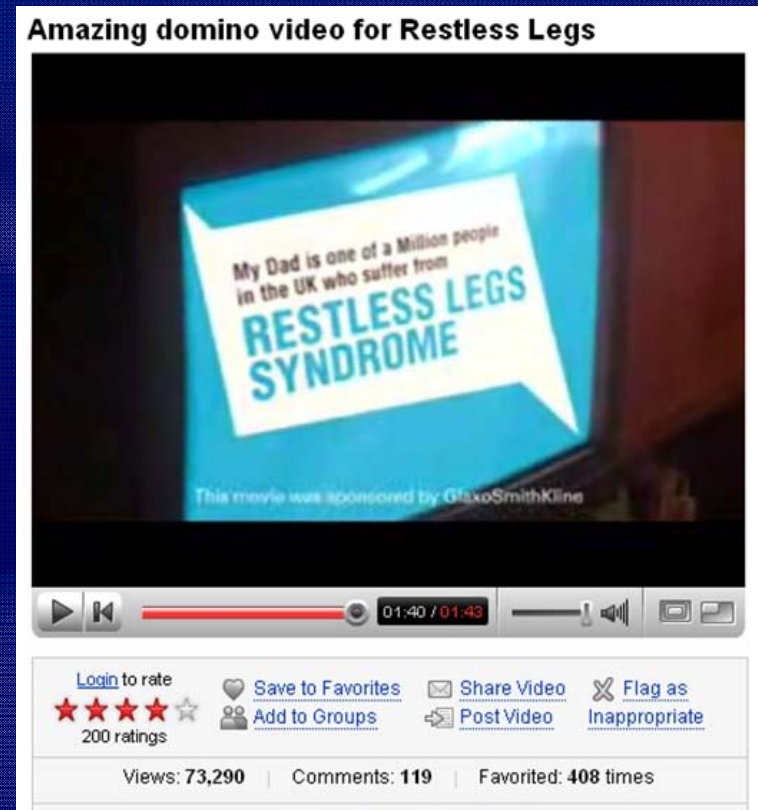 Amazing domino video for Restless Legs
My Dad is one of a Million people
in the UK who suffer from
RESTLESS LEGS
SYNDROME
This movie was sponsored by GlaxoSmithKline
01:40 / 01:43
Login to rate
200 ratings
Save to Favorites
Add to Groups
Share Video
Post Video
Flag as
Inappropriate
Views: 73,290 | Comments: 119 | Favorited: 408 times